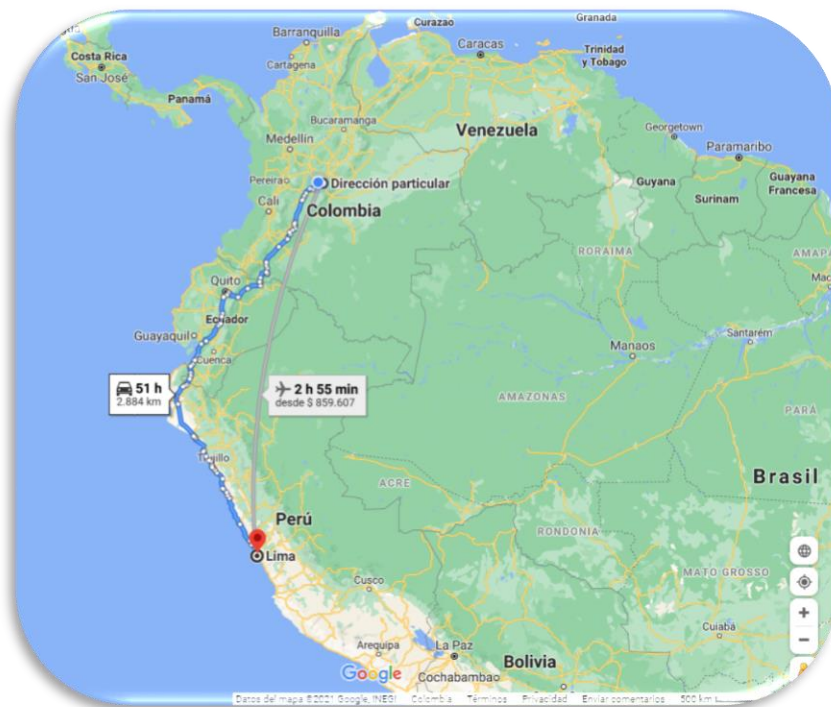 Curazao
Granada
Barranquilla
Caracas
Cartagena
Trinidad
y Tobago
Costa Rica
San José
Panamá
Bucaramanga
Venezuela
Georgetown
Medellín
Paramaribo
Pereira
Dirección particular
Guyana
Guayana
Francesa
Cali
Colombia
Surinam
RORAIMA
AMAPÁ
Quito
Ecuador
Guayaquil
Manaos
Santarém
Cuenca
51 h
2.884 km
2 h 55 min
desde $ 859.607
AMAZONAS
PARÁ
Trujillo
Brasil
ACRE
Perú
RONDONIA
Lima
MATO GROSSO
Cusco
Cuiabá
Arequipa
La Paz
Bolivia
Google
Cochabamba
Datos del mapa ©2021 Google, INEGI Colombia Términos Privacidad Enviar comentarios 500 km